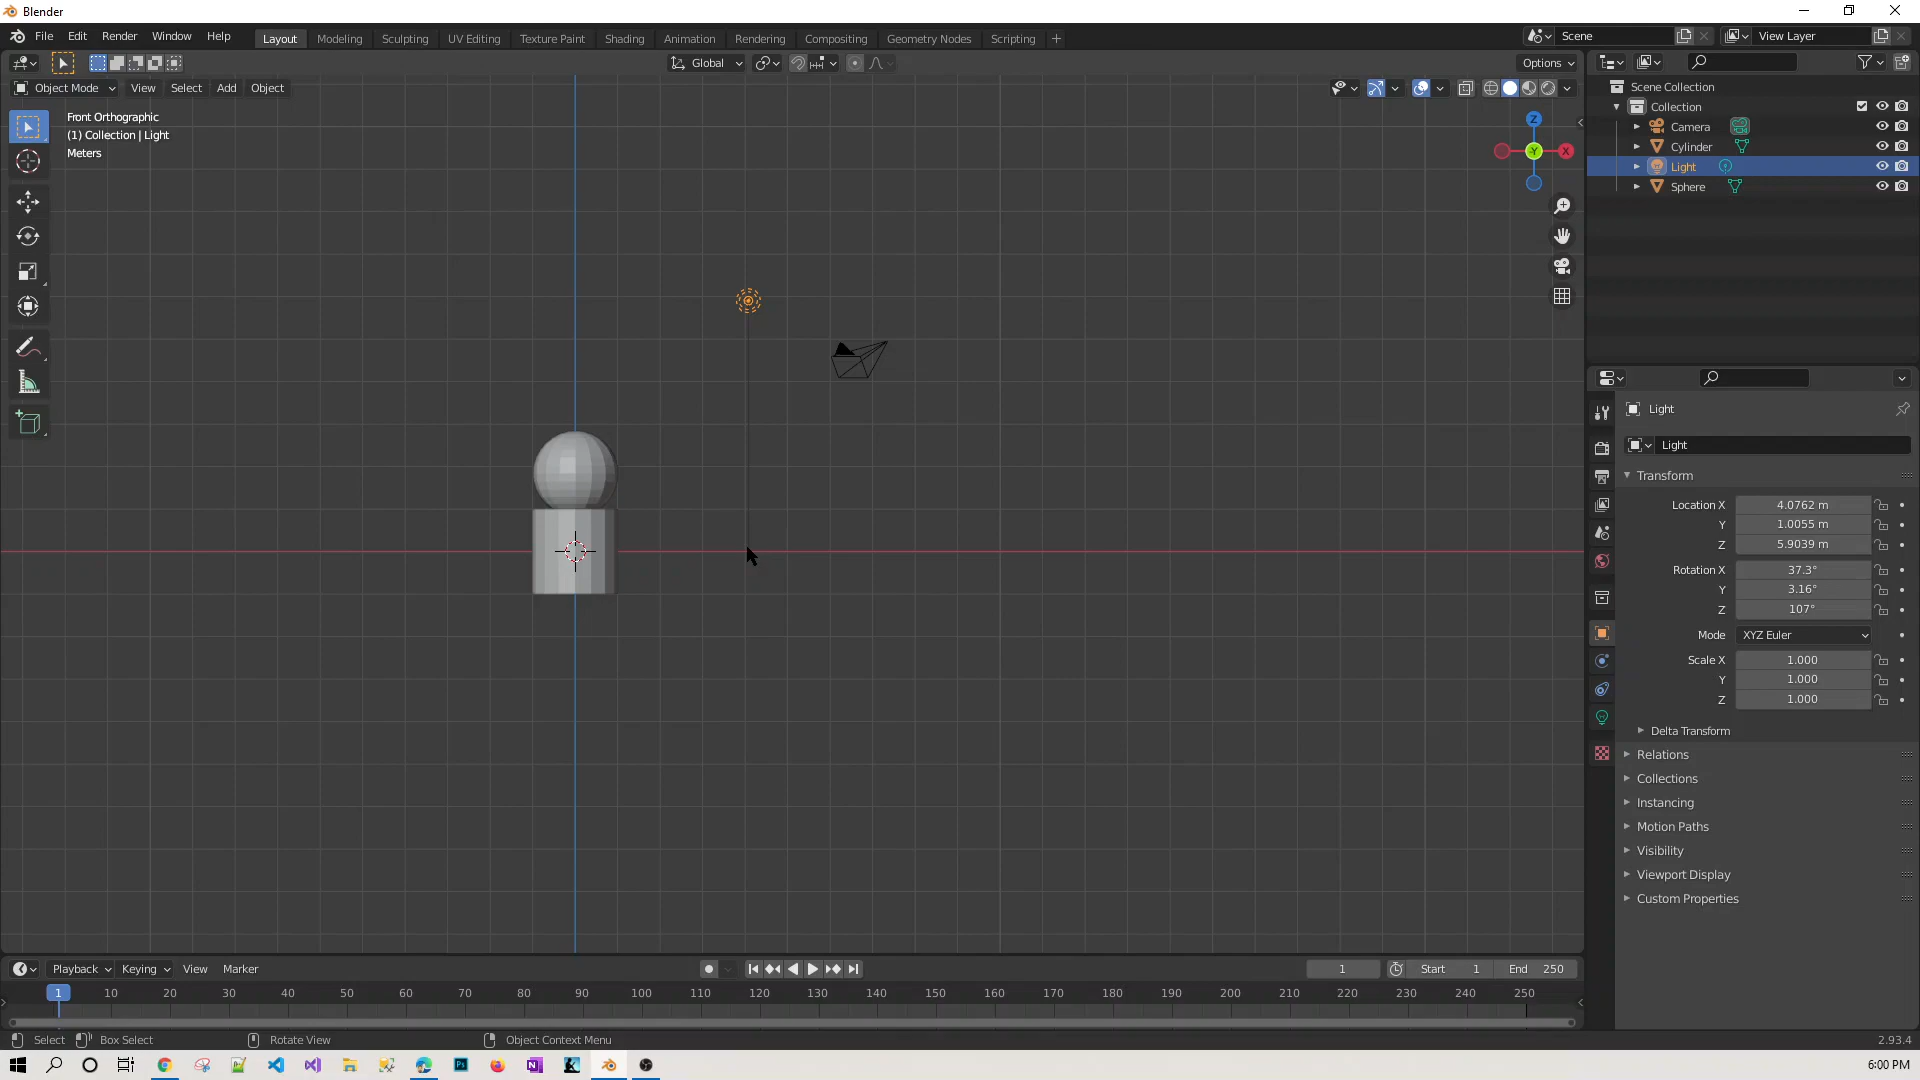 Blender
File Edit Render Window Help
Layout Modeling Sculpting UV Editing Texture Paint Shading Animation Rendering Compositing Geometry Nodes Scripting +
Scene
View Layer
Global
Options
Object Mode View Select Add Object
Front Orthographic
(1) Collection | Light
Meters
Z
-Y
X
Scene Collection
Collection
Camera
Cylinder
Light
Sphere
Light
Light
Transform
Location X 4.0762 m
Y 1.0055 m
Z 5.9039 m
Rotation X 37.3°
Y 3.16°
Z 107°
Mode XYZ Euler
Scale X 1.000
Y 1.000
Z 1.000
Delta Transform
Relations
Collections
Instancing
Motion Paths
Visibility
Viewport Display
Custom Properties
Playback Keying View Marker
1 Start 1 End 250
1 10 20 30 40 50 60 70 80 90 100 110 120 130 140 150 160 170 180 190 200 210 220 230 240 250
Select Box Select Rotate View Object Context Menu 2.93.4
Ps
N
6:00 PM